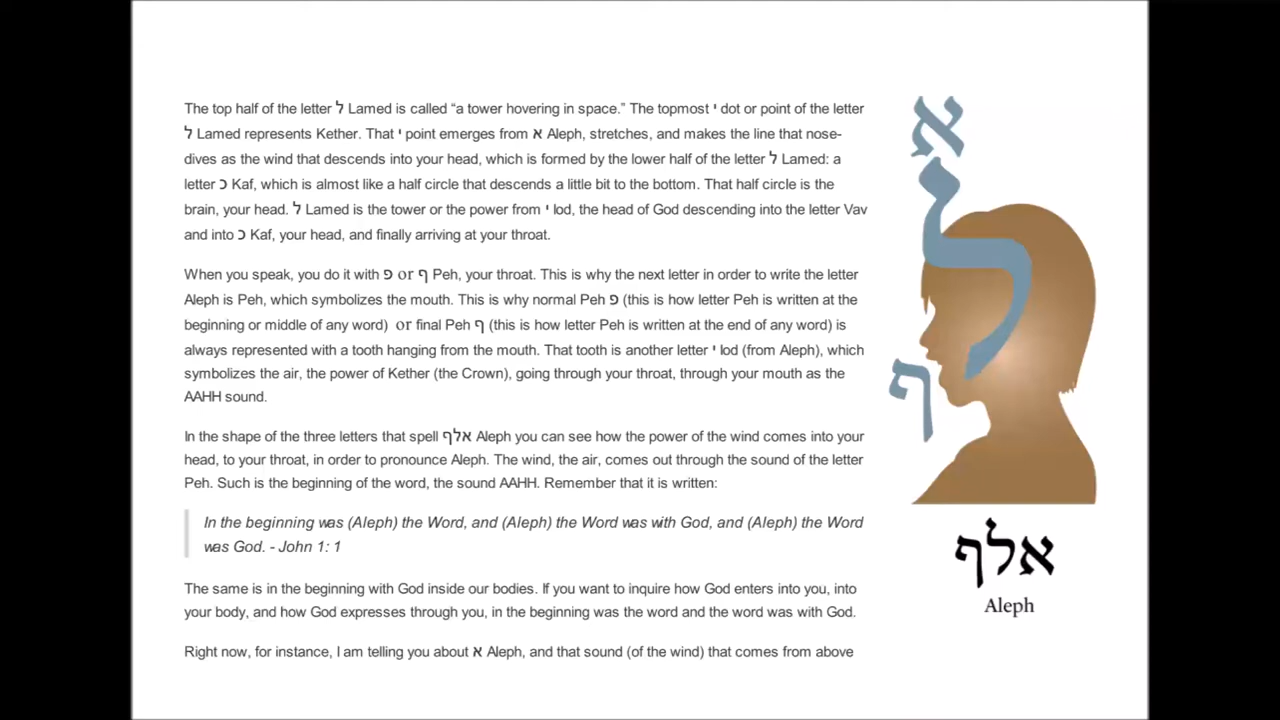 The top half of the letter ל Lamed is called “a tower hovering in space.” The topmost י dot or point of the letter
ל Lamed represents Kether. That י point emerges from א Aleph, stretches, and makes the line that nose-
dives as the wind that descends into your head, which is formed by the lower half of the letter ל Lamed: a
letter כ Kaf, which is almost like a half circle that descends a little bit to the bottom. That half circle is the
brain, your head. ל Lamed is the tower or the power from י Iod, the head of God descending into the letter Vav
and into כ Kaf, your head, and finally arriving at your throat.
When you speak, you do it with פ or ף Peh, your throat. This is why the next letter in order to write the letter
Aleph is Peh, which symbolizes the mouth. This is why normal Peh פ (this is how letter Peh is written at the
beginning or middle of any word) or final Peh ף (this is how letter Peh is written at the end of any word) is
always represented with a tooth hanging from the mouth. That tooth is another letter י Iod (from Aleph), which
symbolizes the air, the power of Kether (the Crown), going through your throat, through your mouth as the
AAHH sound.
In the shape of the three letters that spell אלף Aleph you can see how the power of the wind comes into your
head, to your throat, in order to pronounce Aleph. The wind, the air, comes out through the sound of the letter
Peh. Such is the beginning of the word, the sound AAHH. Remember that it is written:
In the beginning was (Aleph) the Word, and (Aleph) the Word was with God, and (Aleph) the Word
was God. - John 1: 1
The same is in the beginning with God inside our bodies. If you want to inquire how God enters into you, into
your body, and how God expresses through you, in the beginning was the word and the word was with God.
Right now, for instance, I am telling you about א Aleph, and that sound (of the wind) that comes from above
א
ל
ף
אלף
Aleph